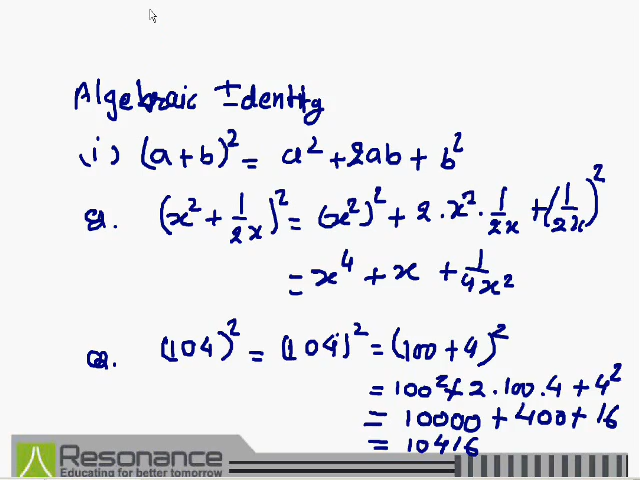 Algebraic Identity
(i) (a + b)² = a² + 2ab + b²
Q. (x² + 1/2x)² = (x²)² + 2 · x² · 1/2x + (1/2x)²
= x⁴ + x + 1/4x²
Q. (104)² = (104)² = (100 + 4)²
= 100² + 2 · 100 · 4 + 4²
= 10000 + 400 + 16
= 10416
Resonance
Educating for better tomorrow